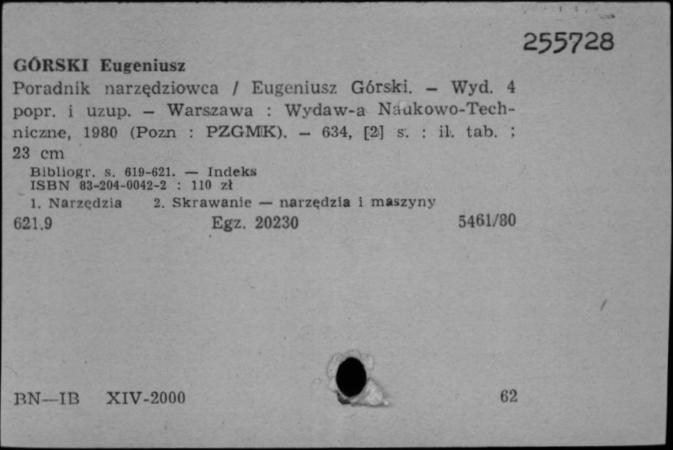 255728
GÓRSKI Eugeniusz
Poradnik narzędziowca / Eugeniusz Górski. — Wyd. 4
popr. i uzup. — Warszawa : Wydaw-a Naukowo-Tech-
niczne, 1980 (Pozn : PZGMK). — 634, [2] s. : il. tab. ;
23 cm
Bibliogr. s. 619-621. — Indeks
ISBN 83-204-0042-2 : 110 zł
1. Narzędzia 2. Skrawanie — narzędzia i maszyny
621.9 Egz. 20230 5461/80
BN—IB XIV-2000 62